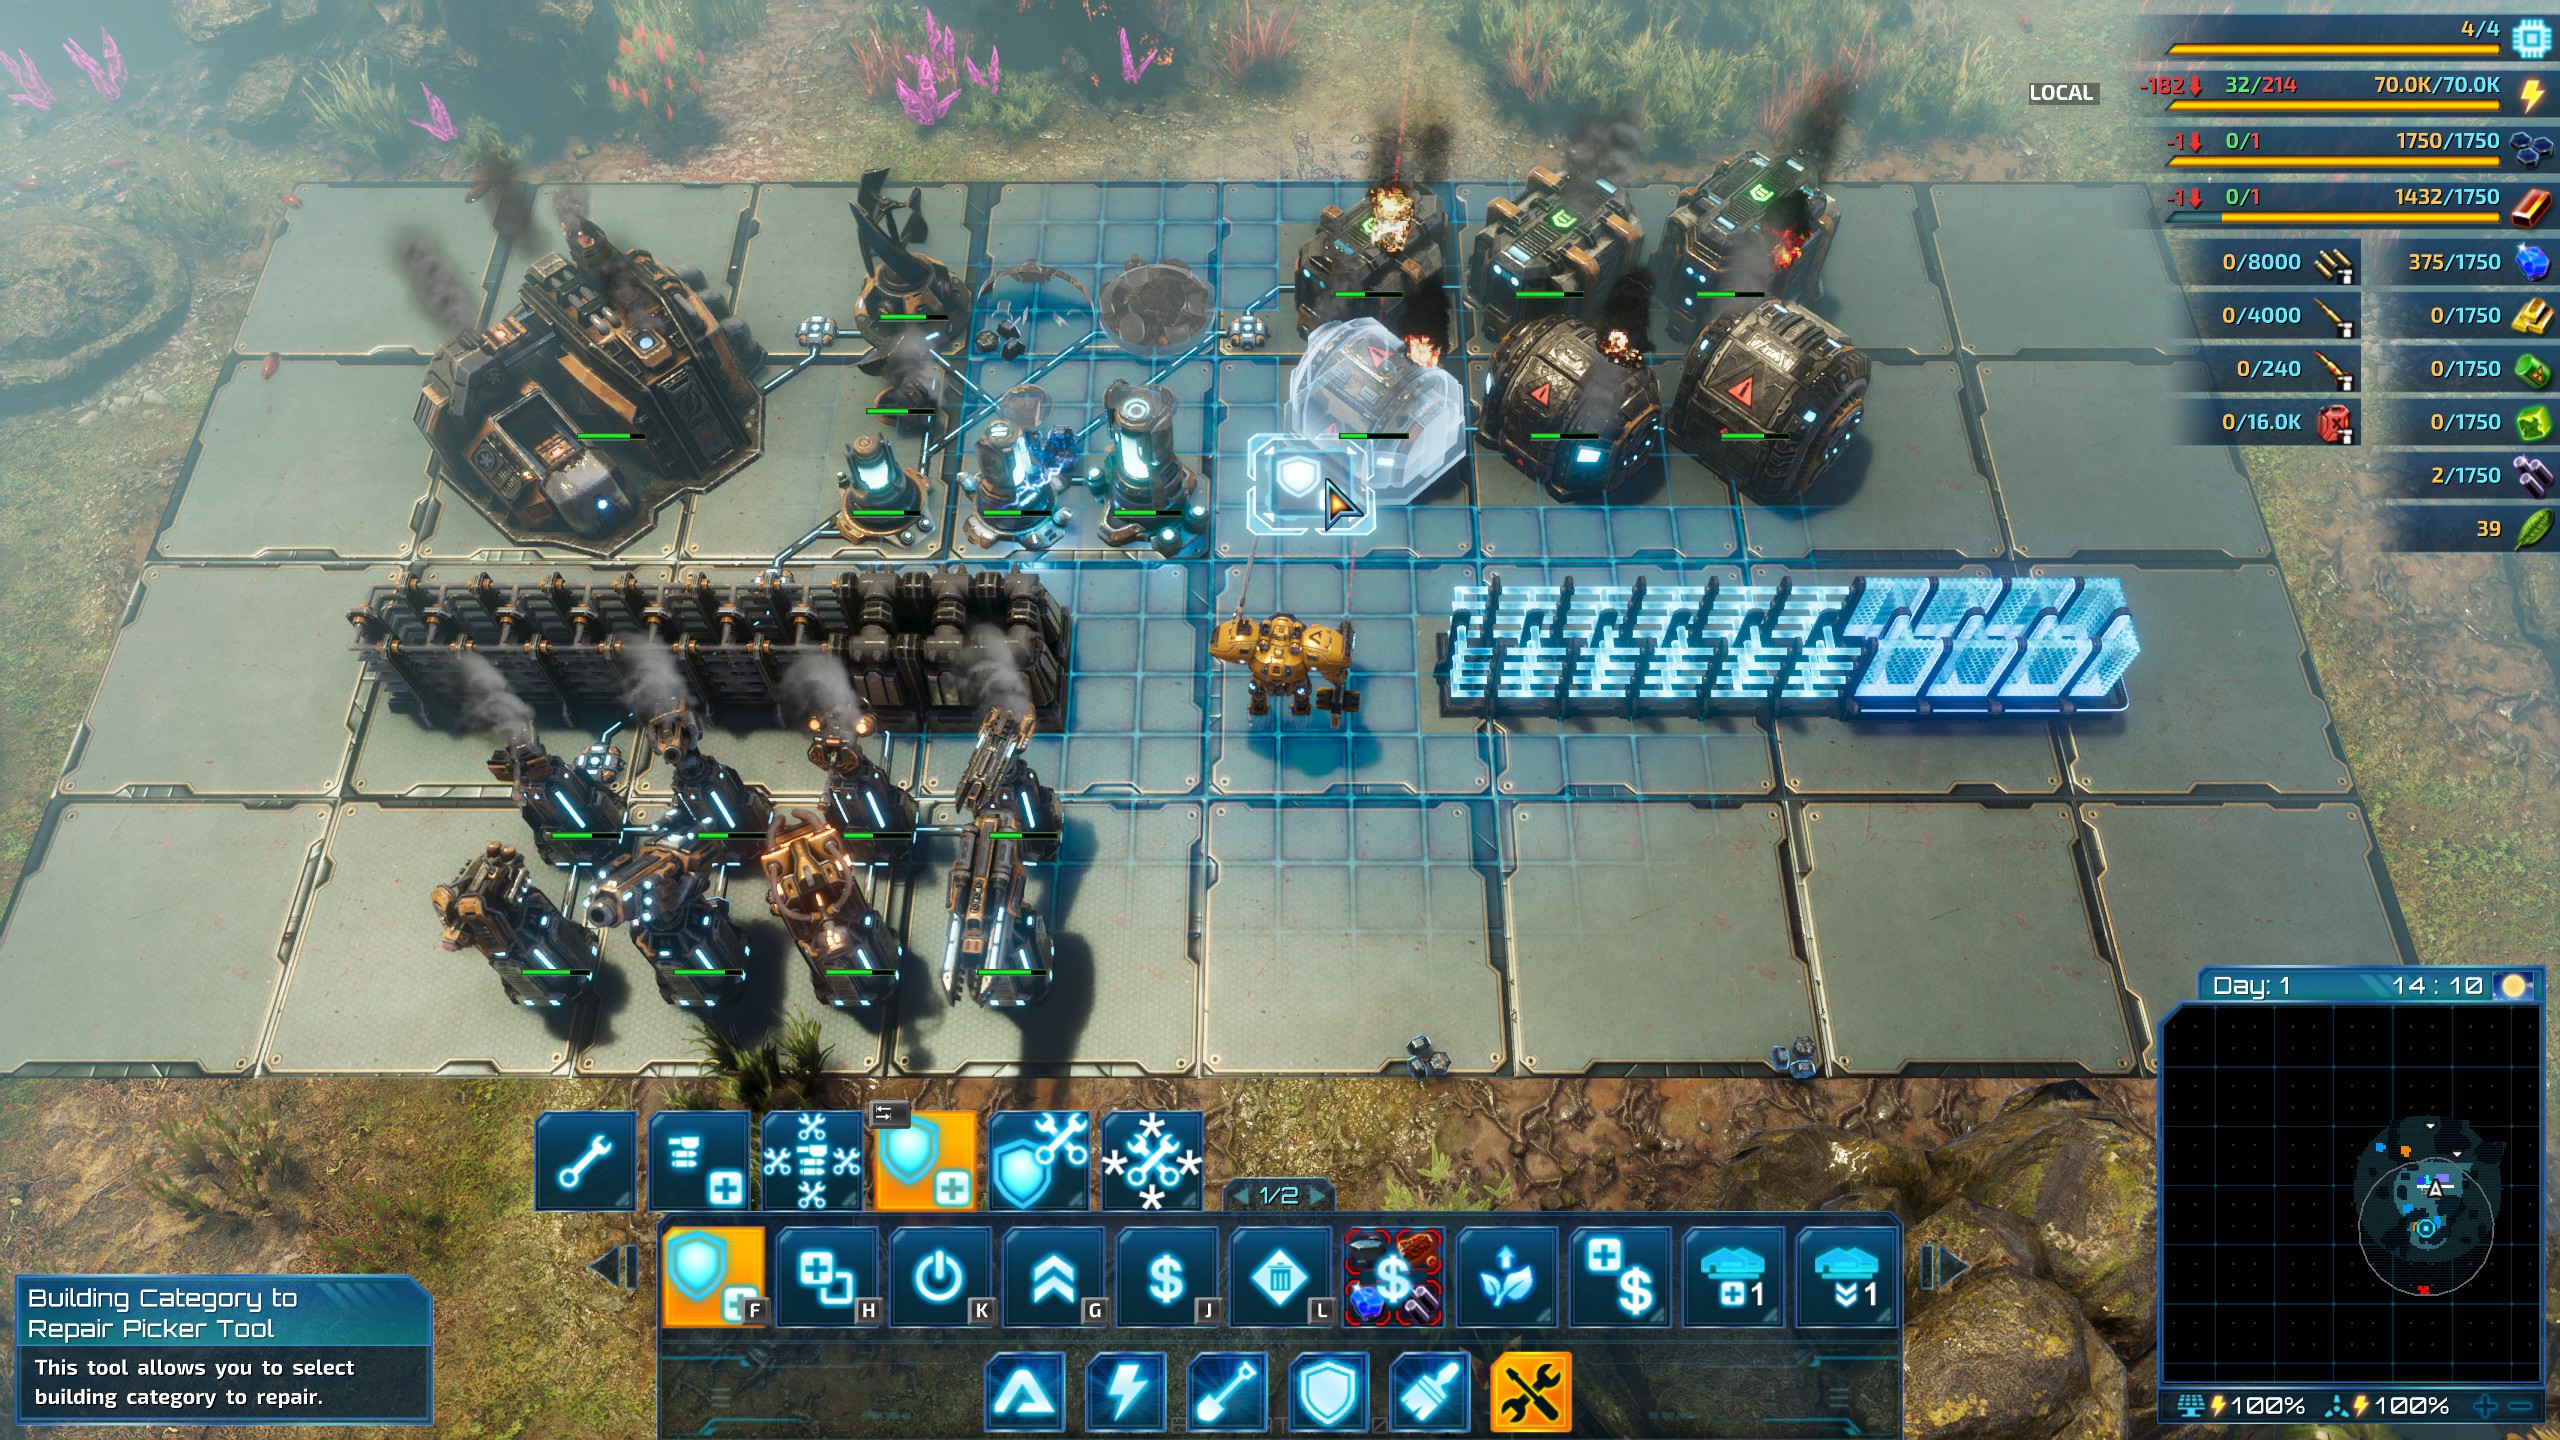 4/4
LOCAL
-182 32/214 70.0K/70.0K
-1 0/1 1750/1750
-1 0/1 1432/1750
0/8000 375/1750
0/4000 0/1750
0/240 0/1750
0/16.0K 0/1750
2/1750
39
Day: 1 14 : 10
1/2
F H K G J L 1 1
Building Category to
Repair Picker Tool
This tool allows you to select
building category to repair.
100% 100%